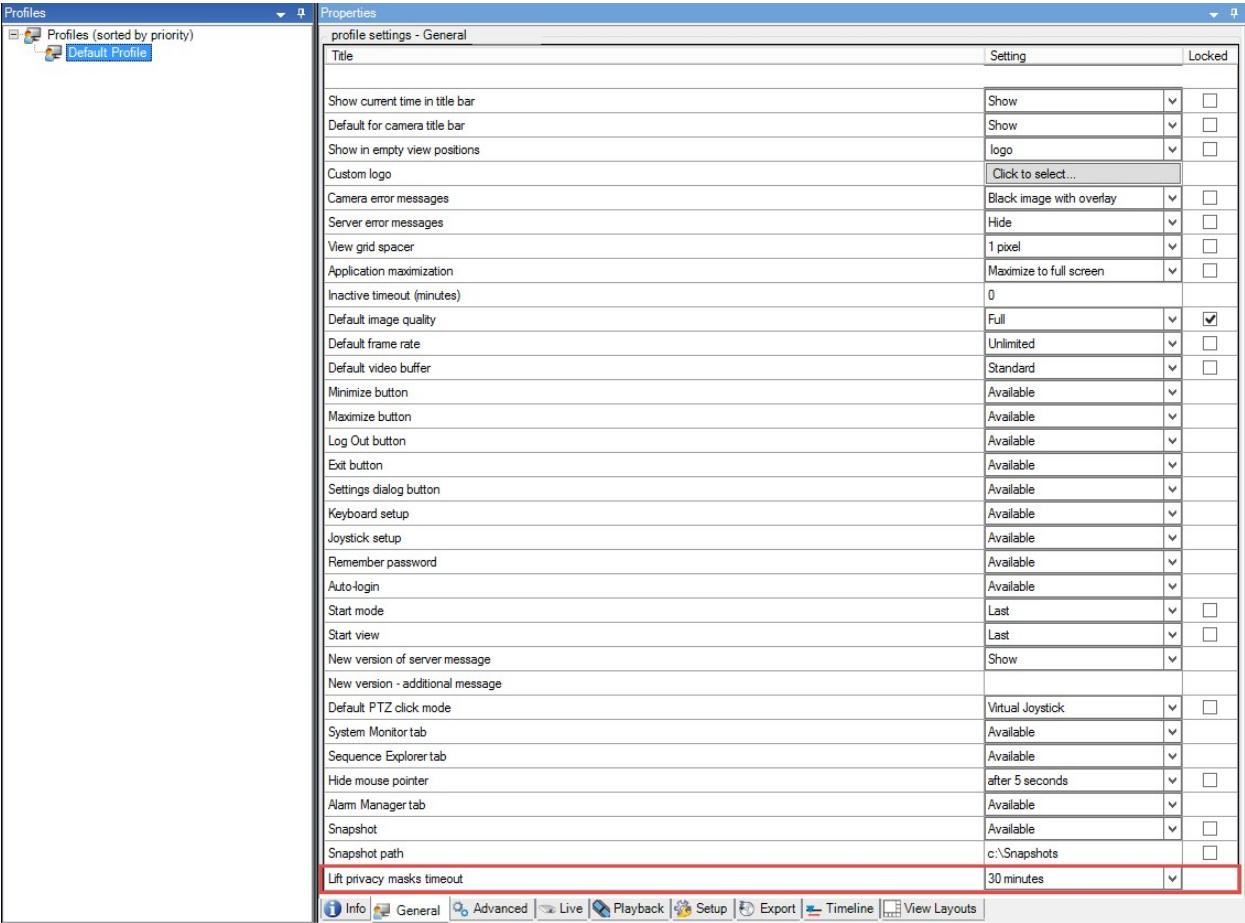 Profiles
Profiles (sorted by priority)
Default Profile
Properties
profile settings - General
Title Setting Locked
Show current time in title bar Show
Default for camera title bar Show
Show in empty view positions logo
Custom logo Click to select...
Camera error messages Black image with overlay
Server error messages Hide
View grid spacer 1 pixel
Application maximization Maximize to full screen
Inactive timeout (minutes) 0
Default image quality Full
Default frame rate Unlimited
Default video buffer Standard
Minimize button Available
Maximize button Available
Log Out button Available
Exit button Available
Settings dialog button Available
Keyboard setup Available
Joystick setup Available
Remember password Available
Auto-login Available
Start mode Last
Start view Last
New version of server message Show
New version - additional message
Default PTZ click mode Virtual Joystick
System Monitor tab Available
Sequence Explorer tab Available
Hide mouse pointer after 5 seconds
Alarm Manager tab Available
Snapshot Available
Snapshot path c:\Snapshots
Lift privacy masks timeout 30 minutes
Info General Advanced Live Playback Setup Export Timeline View Layouts